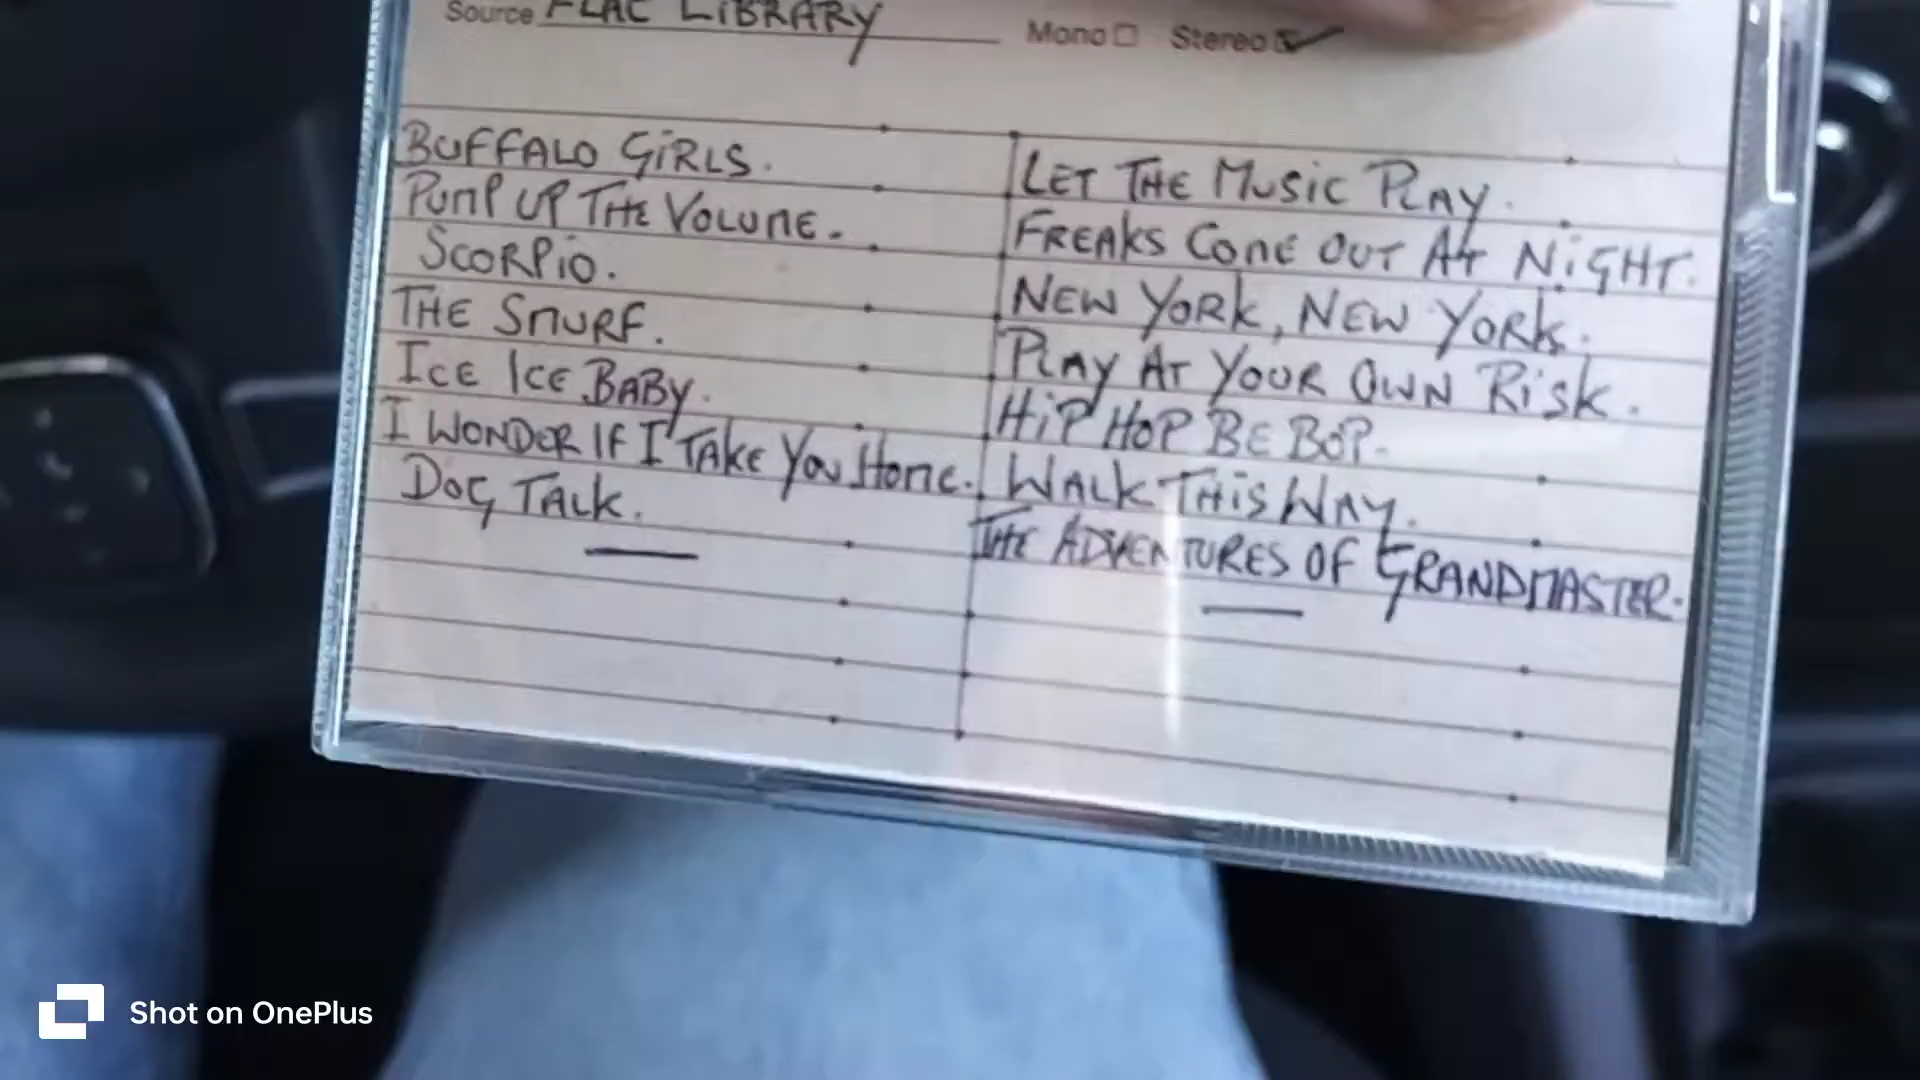 Source FLAC LIBRARY
Mono Stereo
BUFFALO GIRLS.
PUMP UP THE VOLUME.
SCORPIO.
THE SMURF.
ICE ICE BABY.
I WONDER IF I TAKE YOU HOME.
DOG TALK.
LET THE MUSIC PLAY.
FREAKS COME OUT AT NIGHT.
NEW YORK, NEW YORK.
PLAY AT YOUR OWN RISK.
HIP HOP BE BOP.
WALK THIS WAY.
THE ADVENTURES OF GRANDMASTER.
Shot on OnePlus